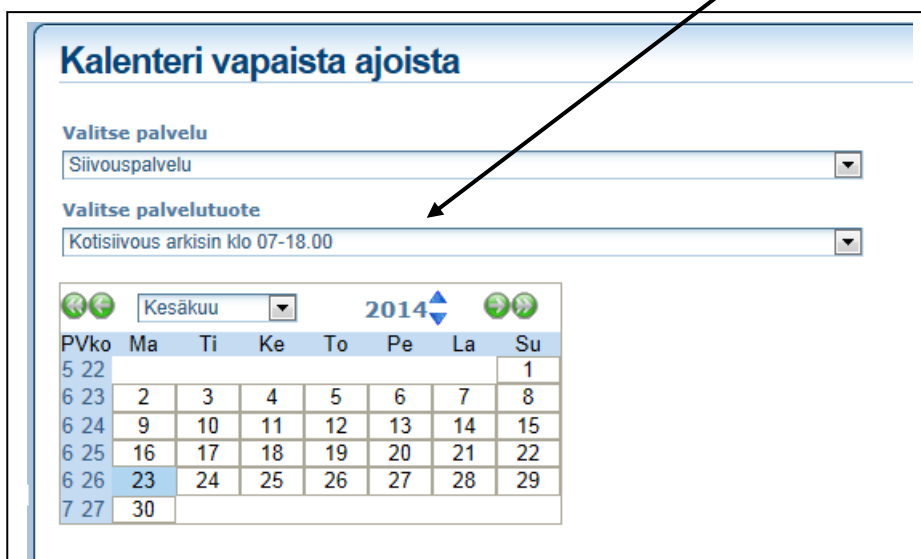 Kalenteri vapaista ajoista
Valitse palvelu
Siivouspalvelu
Valitse palvelutuote
Kotisiivous arkisin klo 07-18.00
Kesäkuu 2014
PVko Ma Ti Ke To Pe La Su
5 22 1
6 23 2 3 4 5 6 7 8
6 24 9 10 11 12 13 14 15
6 25 16 17 18 19 20 21 22
6 26 23 24 25 26 27 28 29
7 27 30